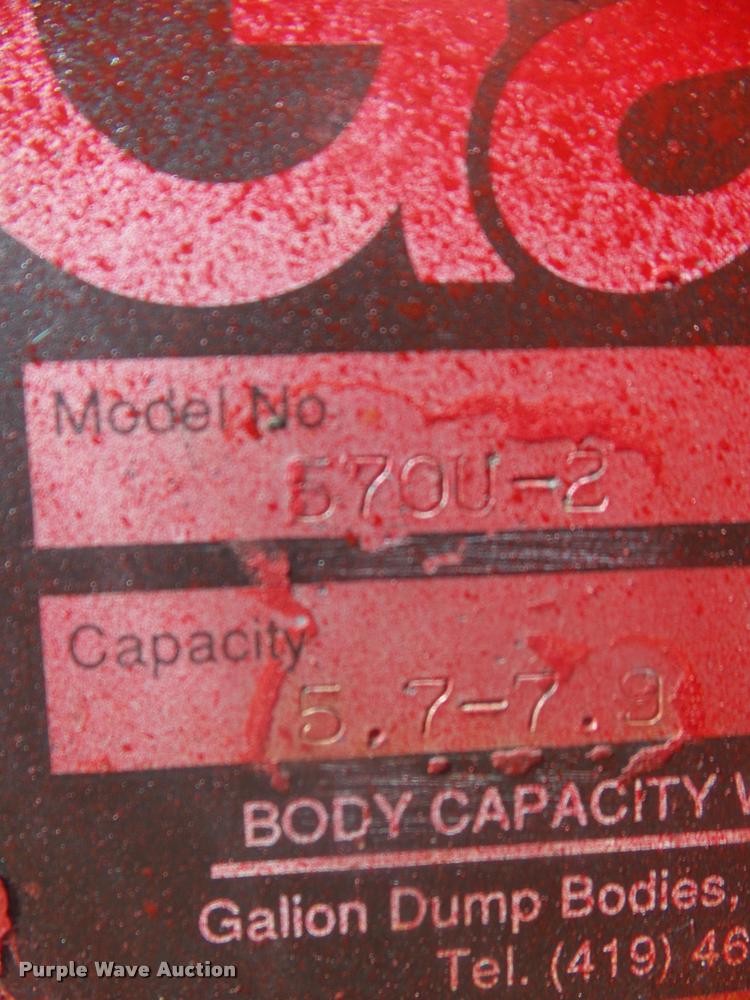 Ga
Model No
570U-2
Capacity
5.7-7.9
BODY CAPACITY W
Galion Dump Bodies,
Tel. (419) 46
Purple Wave Auction